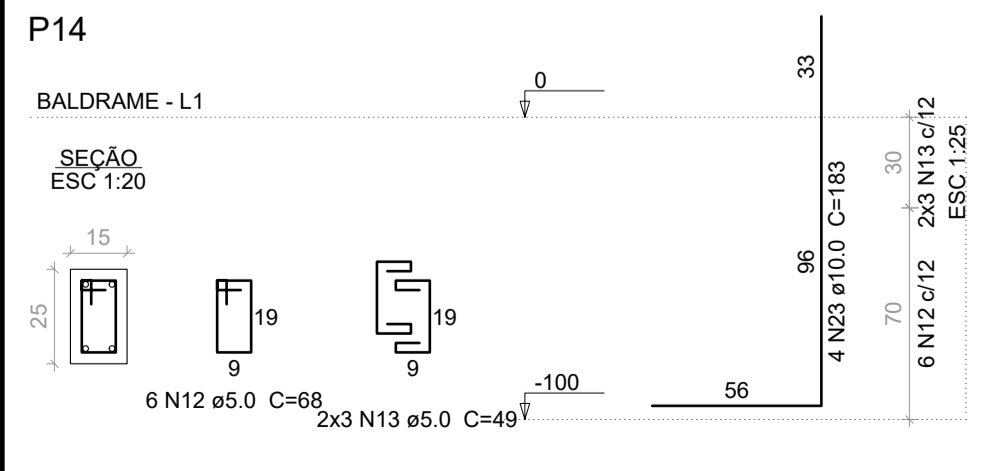 P14
0
33
BALDRAME - L1
SEÇÃO
ESC 1:20
15
25
19
9
6 N12 ø5.0 C=68
19
9
2x3 N13 ø5.0 C=49
-100
56
96
4 N23 ø10.0 C=183
30
70
2x3 N13 c/12
6 N12 c/12
ESC 1:25